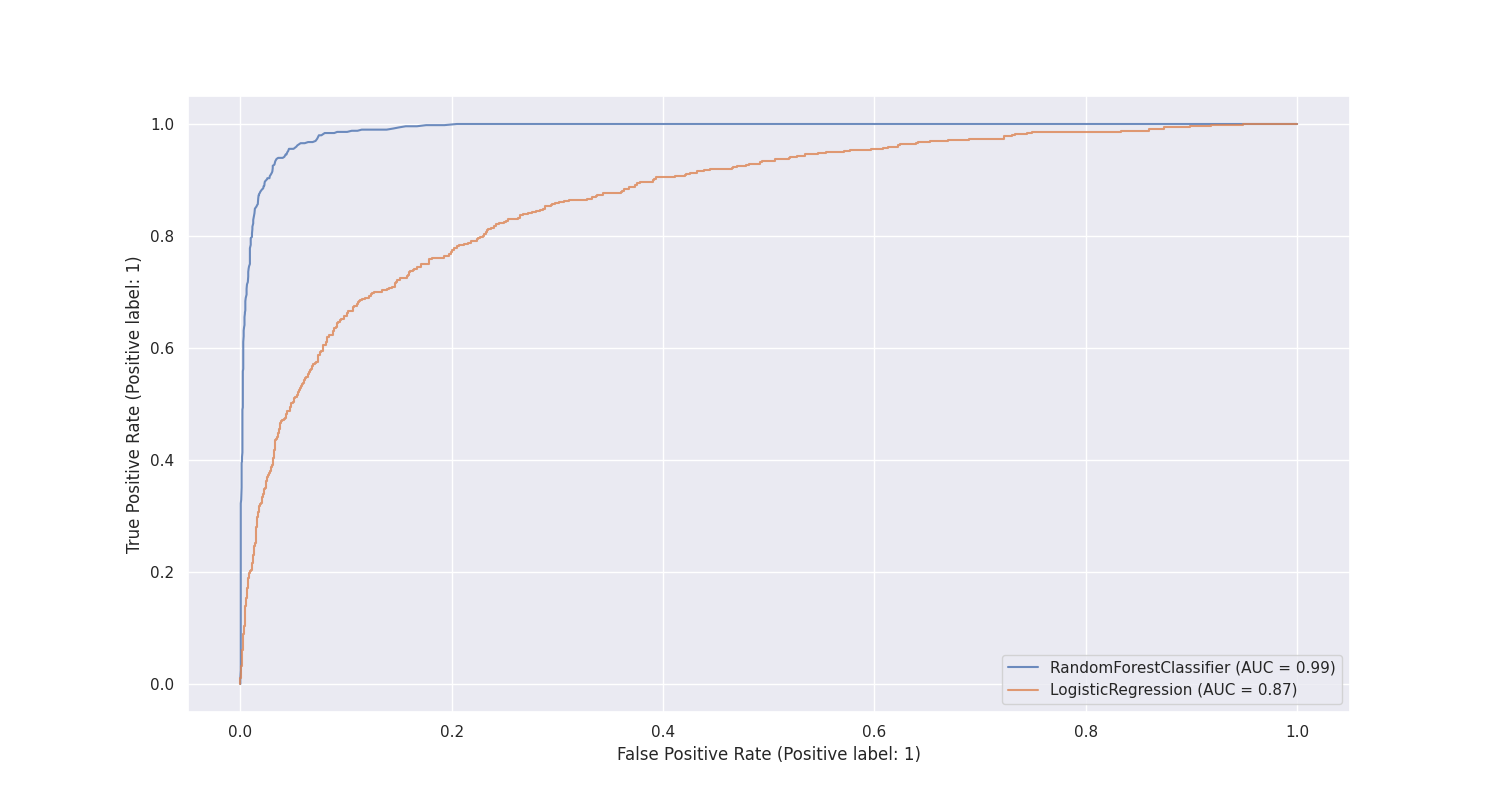 1.0
0.8
0.6
0.4
0.2
0.0
True Positive Rate (Positive label: 1)
RandomForestClassifier (AUC = 0.99)
LogisticRegression (AUC = 0.87)
0.0 0.2 0.4 0.6 0.8 1.0
False Positive Rate (Positive label: 1)